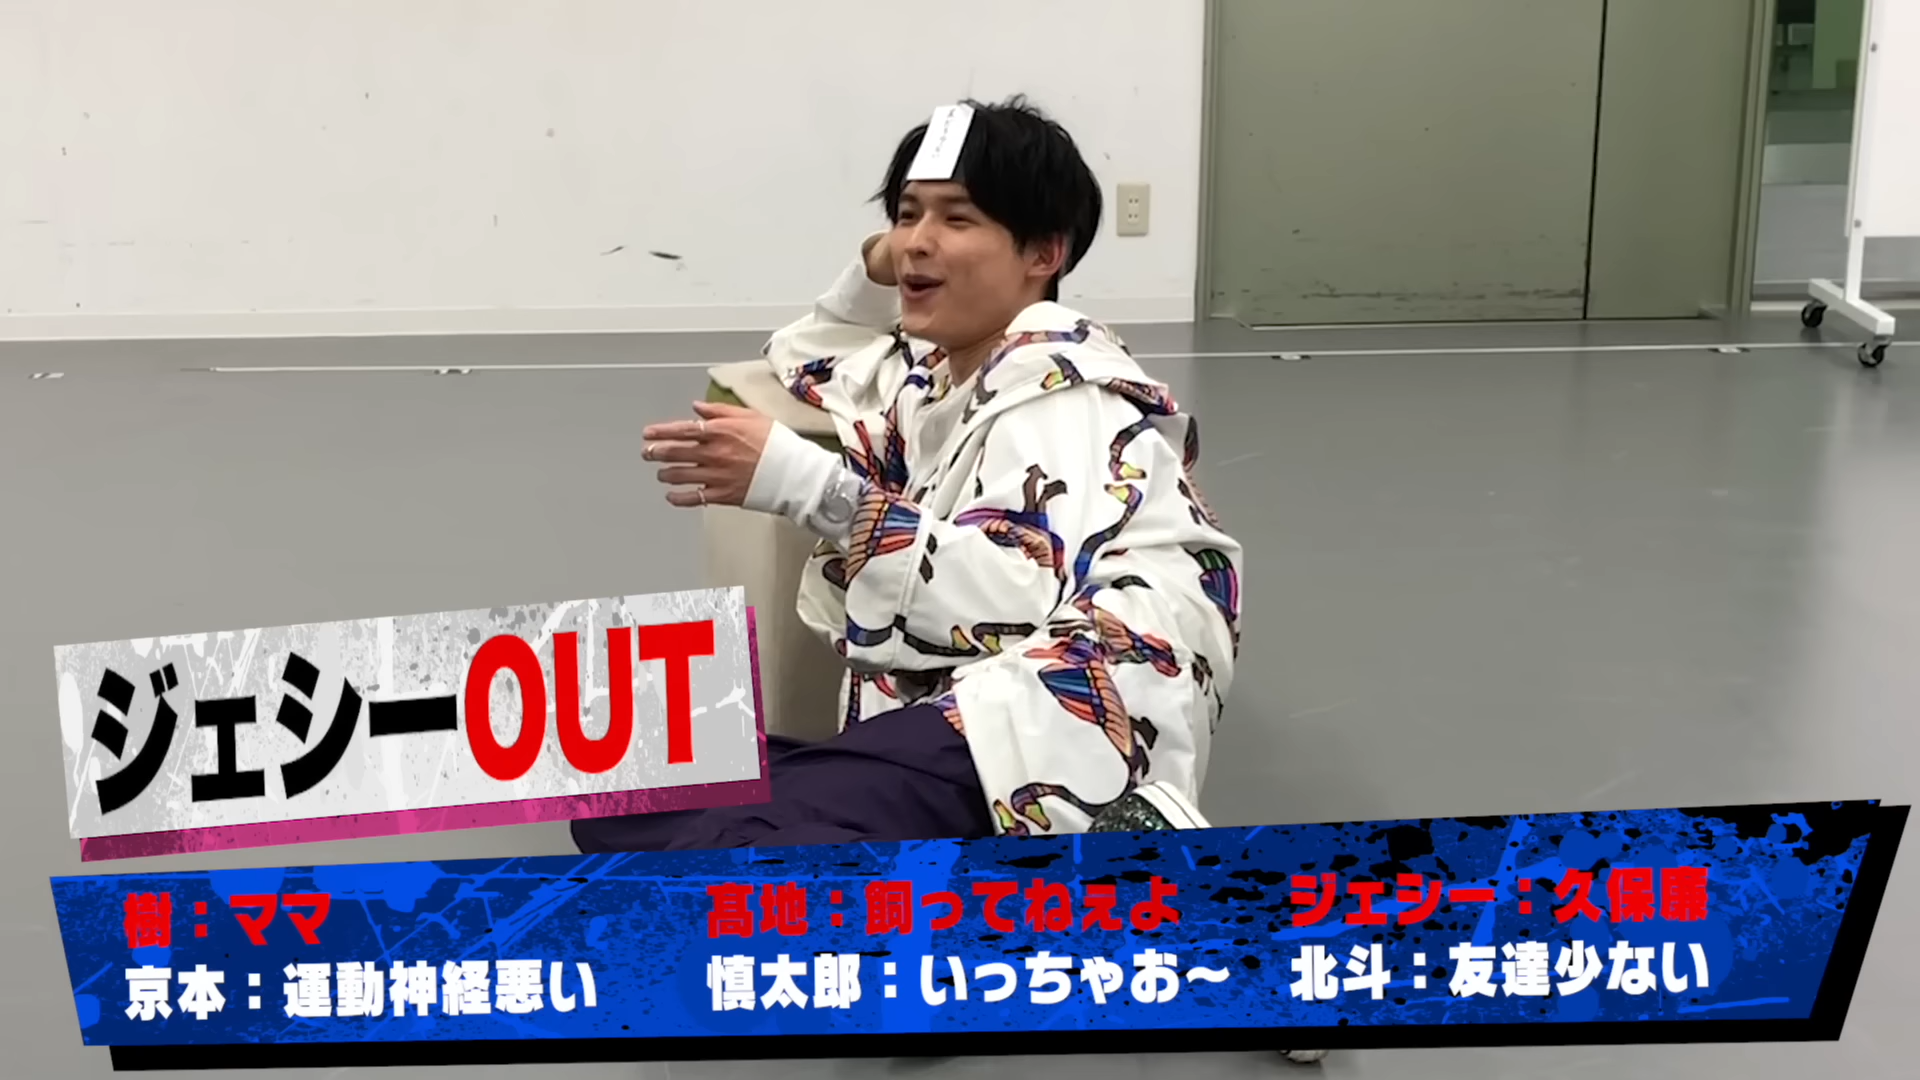 ジェシーOUT
樹：ママ 髙地：飼ってねぇよ ジェシー：久保廉
京本：運動神経悪い 慎太郎：いっちゃお～ 北斗：友達少ない